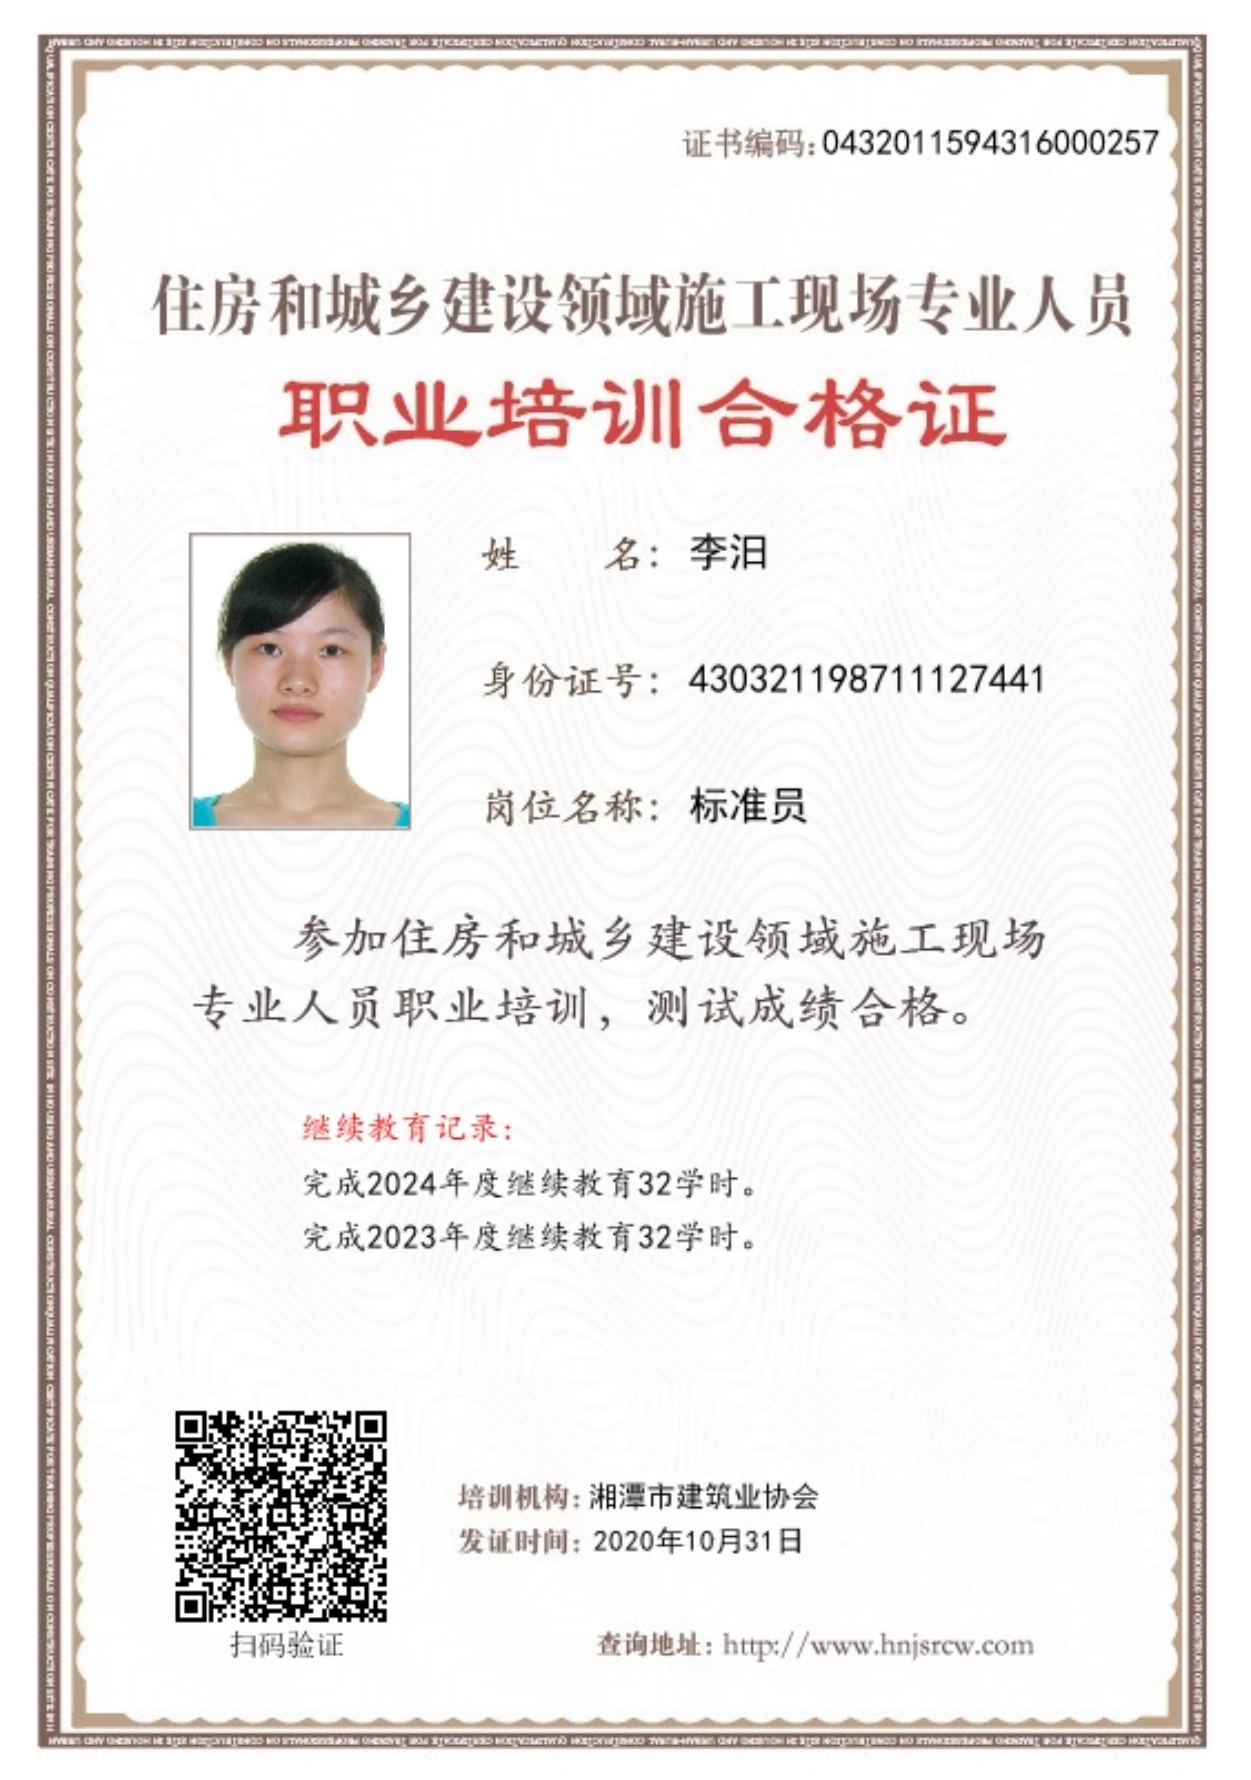 证书编码:0432011594316000257
住房和城乡建设领域施工现场专业人员
职业培训合格证
姓 名: 李汨
身份证号: 430321198711127441
岗位名称: 标准员
参加住房和城乡建设领域施工现场
专业人员职业培训，测试成绩合格。
继续教育记录:
完成2024年度继续教育32学时。
完成2023年度继续教育32学时。
培训机构: 湘潭市建筑业协会
发证时间: 2020年10月31日
扫码验证
查询地址: http://www.hnjsrcw.com